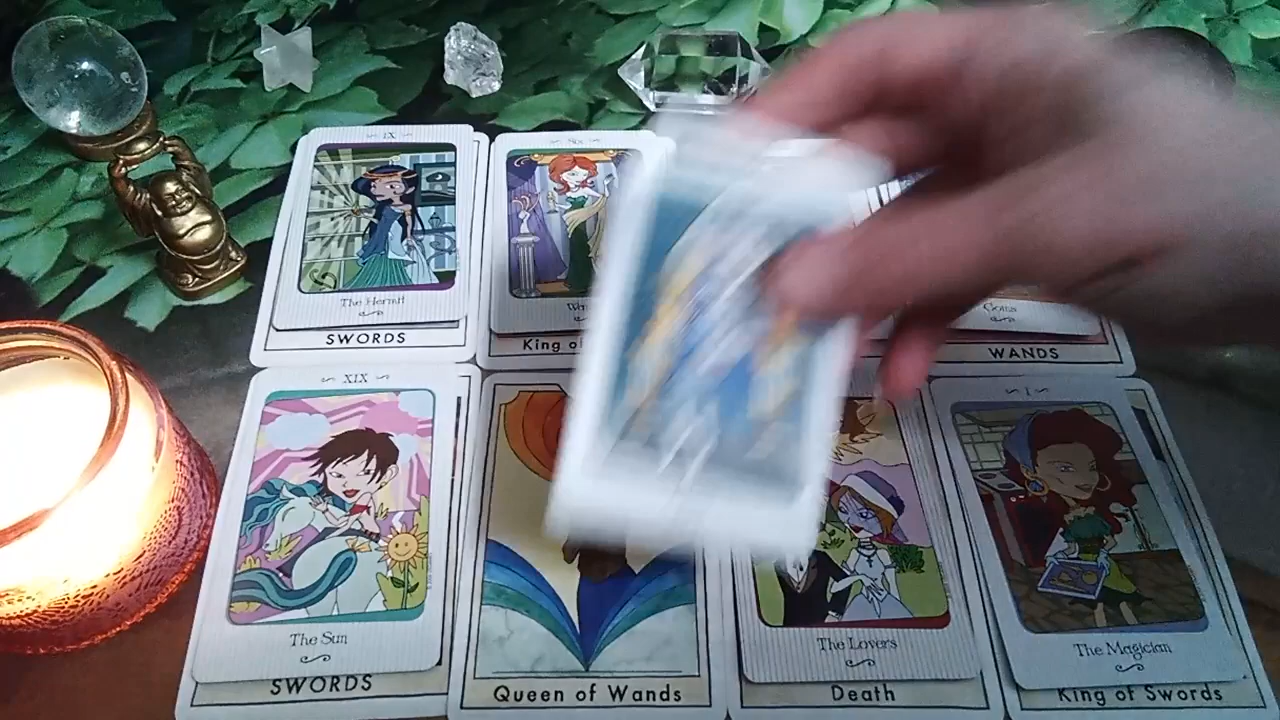 IX
The Hermit
SWORDS
King of
Coins
WANDS
XIX
I
The Sun
The Lovers
The Magician
SWORDS
Queen of Wands
Death
King of Swords